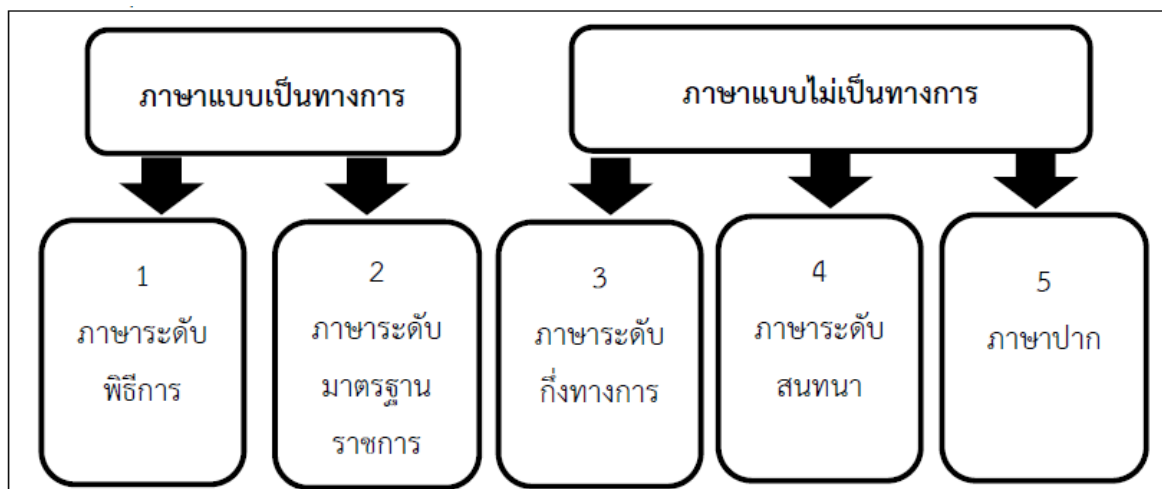 ภาษาแบบเป็นทางการ
ภาษาแบบไม่เป็นทางการ
1
ภาษาระดับ
พิธีการ
2
ภาษาระดับ
มาตรฐาน
ราชการ
3
ภาษาระดับ
กึ่งทางการ
4
ภาษาระดับ
สนทนา
5
ภาษาปาก